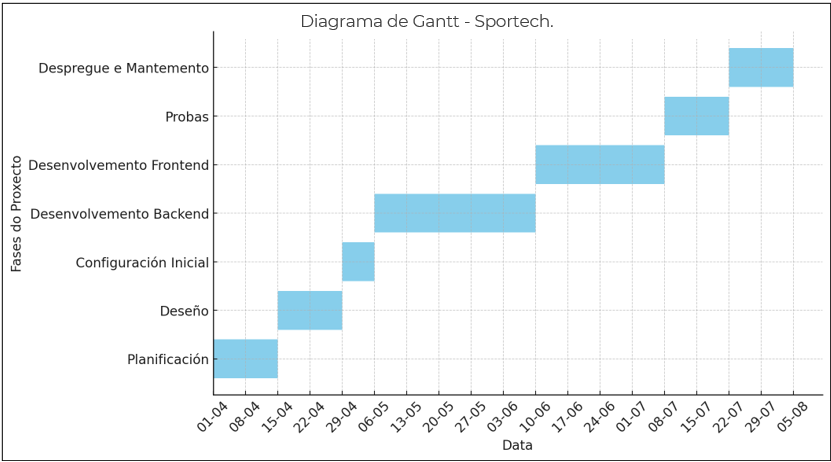 Diagrama de Gantt - Sportech.
Fases do Proxecto
Despregue e Mantemento
Probas
Desenvolvemento Frontend
Desenvolvemento Backend
Configuración Inicial
Deseño
Planificación
01-04
08-04
15-04
22-04
29-04
06-05
13-05
20-05
27-05
03-06
10-06
17-06
24-06
01-07
08-07
15-07
22-07
29-07
05-08
Data